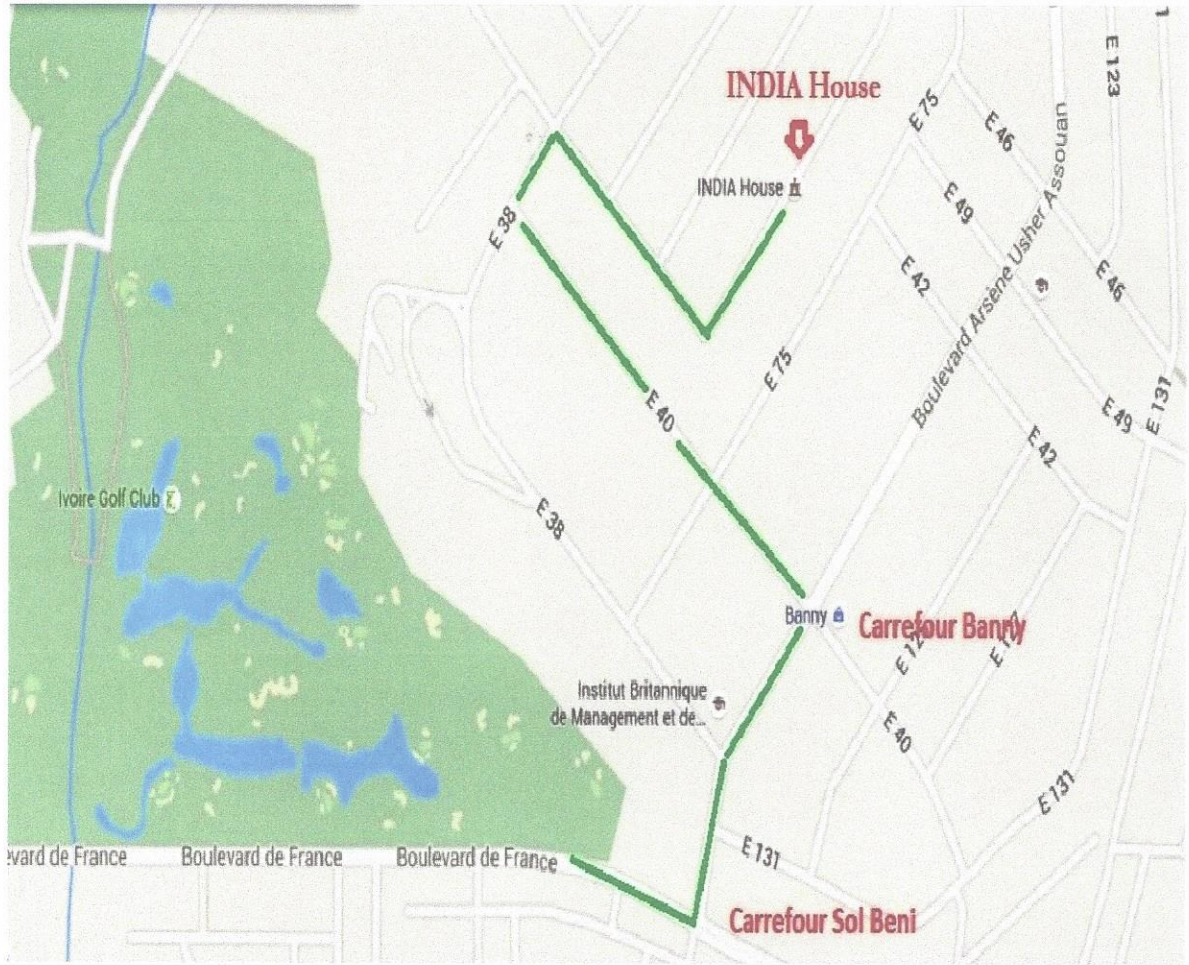 INDIA House
INDIA House
E 75
E 46
E 123
E 49
E 38
E 42
Boulevard Arsène Usher Assouan
E 46
E 75
E 40
E 49
E 131
E 42
Ivoire Golf Club
E 38
Banny
Carrefour Banny
Institut Britannique
de Management et de...
E 40
E 131
evard de France
Boulevard de France
Boulevard de France
E 131
Carrefour Sol Beni